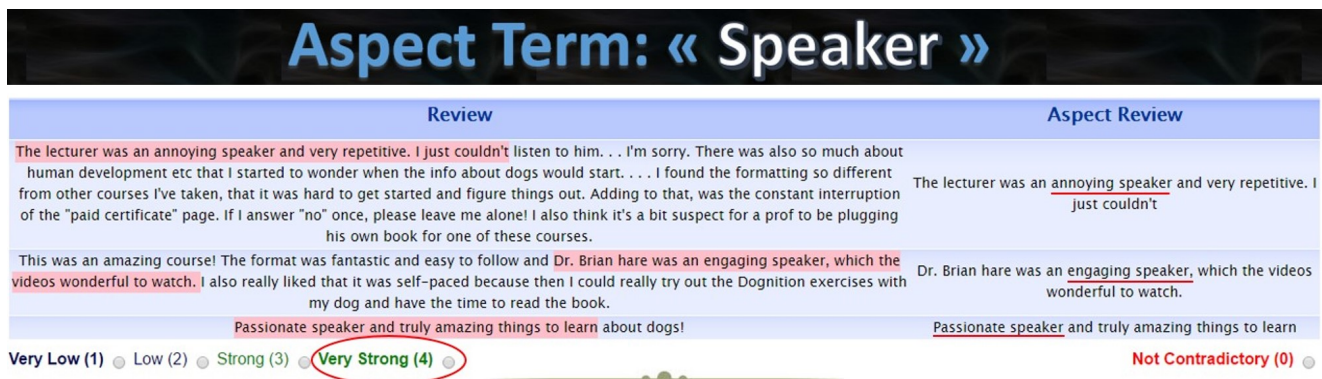 Aspect Term: « Speaker »
Review
Aspect Review
The lecturer was an annoying speaker and very repetitive. I just couldn't listen to him. . . I'm sorry. There was also so much about
human development etc that I started to wonder when the info about dogs would start. . . . I found the formatting so different
from other courses I've taken, that it was hard to get started and figure things out. Adding to that, was the constant interruption
of the "paid certificate" page. If I answer "no" once, please leave me alone! I also think it's a bit suspect for a prof to be plugging
his own book for one of these courses.
The lecturer was an annoying speaker and very repetitive. I
just couldn't
This was an amazing course! The format was fantastic and easy to follow and Dr. Brian hare was an engaging speaker, which the
videos wonderful to watch. I also really liked that it was self-paced because then I could really try out the Dognition exercises with
my dog and have the time to read the book.
Dr. Brian hare was an engaging speaker, which the videos
wonderful to watch.
Passionate speaker and truly amazing things to learn about dogs!
Passionate speaker and truly amazing things to learn
Very Low (1) Low (2) Strong (3) Very Strong (4) Not Contradictory (0)